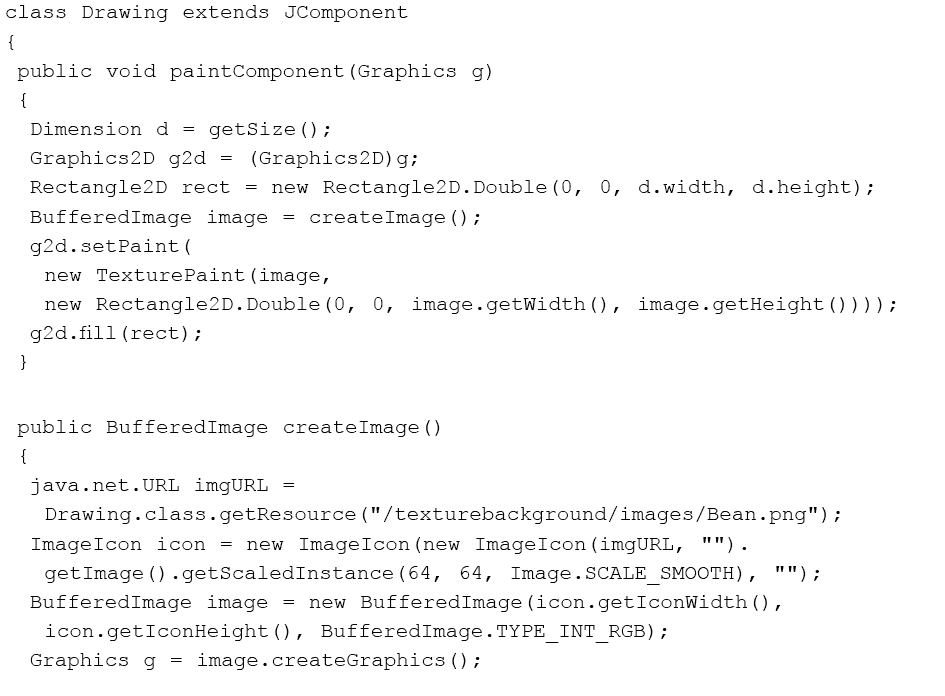 class Drawing extends JComponent
{
public void paintComponent(Graphics g)
{
Dimension d = getSize();
Graphics2D g2d = (Graphics2D)g;
Rectangle2D rect = new Rectangle2D.Double(0, 0, d.width, d.height);
BufferedImage image = createImage();
g2d.setPaint(
new TexturePaint(image,
new Rectangle2D.Double(0, 0, image.getWidth(), image.getHeight())));
g2d.fill(rect);
}
public BufferedImage createImage()
{
java.net.URL imgURL =
Drawing.class.getResource("/texturebackground/images/Bean.png");
ImageIcon icon = new ImageIcon(new ImageIcon(imgURL, "").
getImage().getScaledInstance(64, 64, Image.SCALE_SMOOTH), "");
BufferedImage image = new BufferedImage(icon.getIconWidth(),
icon.getIconHeight(), BufferedImage.TYPE_INT_RGB);
Graphics g = image.createGraphics();